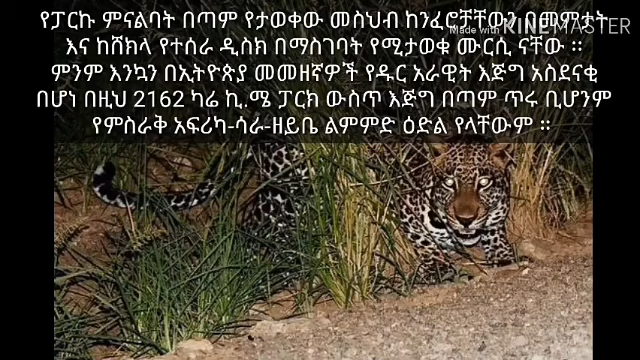 የፓርኩ ምናልባት በጣም የታወቀው መስህብ ከንፈሮቻቸውን በመምታት
Made with KINEMASTER
እና ከሸክላ የተሰራ ዲስክ በማስገባት የሚታወቁ ሙርሲ ናቸው ።
ምንም እንኳን በኢትዮጵያ መመዘኛዎች የዱር አራዊት እጅግ አስደናቂ
በሆነ በዚህ 2162 ካሬ ኪ.ሜ ፓርክ ውስጥ እጅግ በጣም ጥሩ ቢሆንም
የምስራቅ አፍሪካ-ሳራ-ዘይቤ ልምምድ ዕድል የላቸውም ።